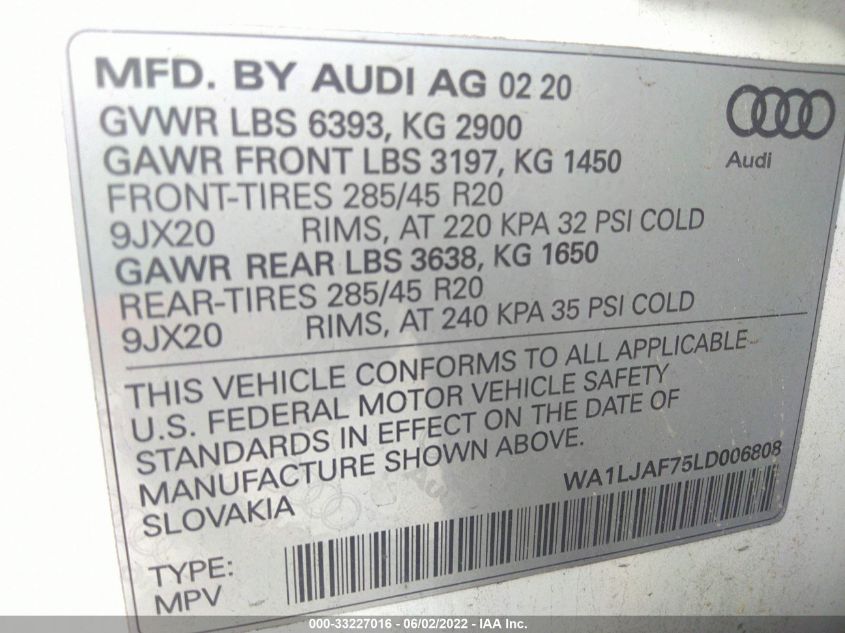 MFD. BY AUDI AG 02 20
GVWR LBS 6393, KG 2900
GAWR FRONT LBS 3197, KG 1450
FRONT-TIRES 285/45 R20
9JX20 RIMS, AT 220 KPA 32 PSI COLD
GAWR REAR LBS 3638, KG 1650
REAR-TIRES 285/45 R20
9JX20 RIMS, AT 240 KPA 35 PSI COLD
Audi
THIS VEHICLE CONFORMS TO ALL APPLICABLE
U.S. FEDERAL MOTOR VEHICLE SAFETY
STANDARDS IN EFFECT ON THE DATE OF
MANUFACTURE SHOWN ABOVE.
SLOVAKIA
WA1LJAF75LD006808
TYPE:
MPV
000-33227016 - 06/02/2022 - IAA Inc.